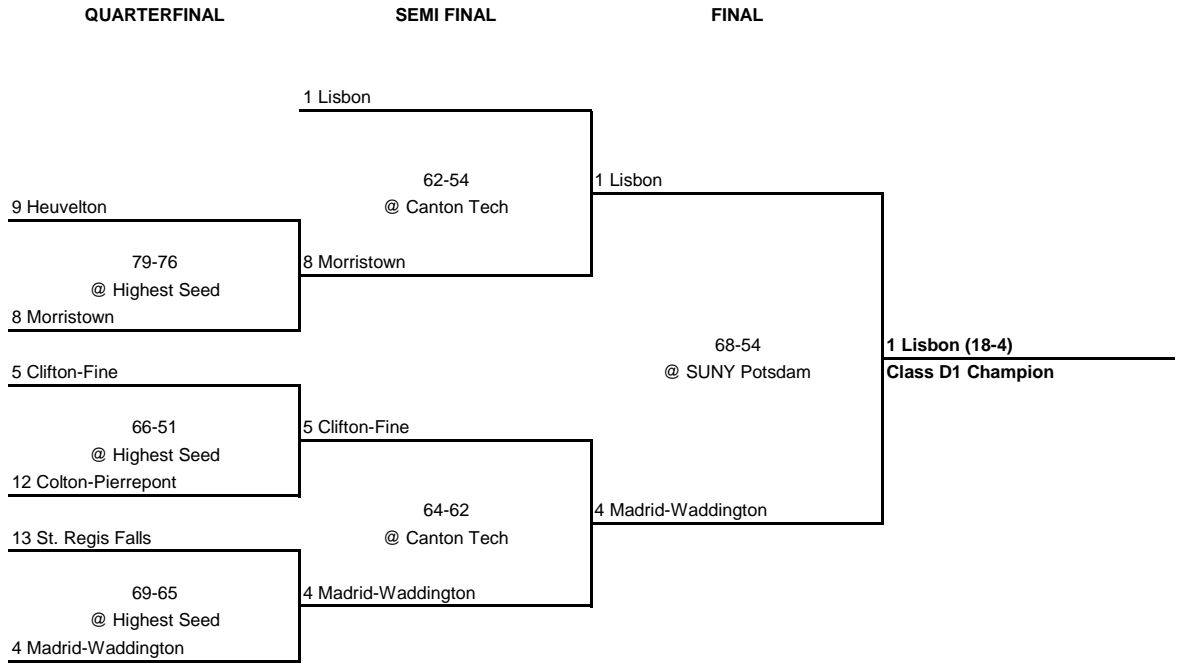 QUARTERFINAL SEMI FINAL FINAL
1 Lisbon
62-54 1 Lisbon
9 Heuvelton @ Canton Tech
79-76 8 Morristown
@ Highest Seed
8 Morristown
68-54 1 Lisbon (18-4)
5 Clifton-Fine @ SUNY Potsdam Class D1 Champion
66-51 5 Clifton-Fine
@ Highest Seed
12 Colton-Pierrepont
64-62 4 Madrid-Waddington
13 St. Regis Falls @ Canton Tech
69-65 4 Madrid-Waddington
@ Highest Seed
4 Madrid-Waddington